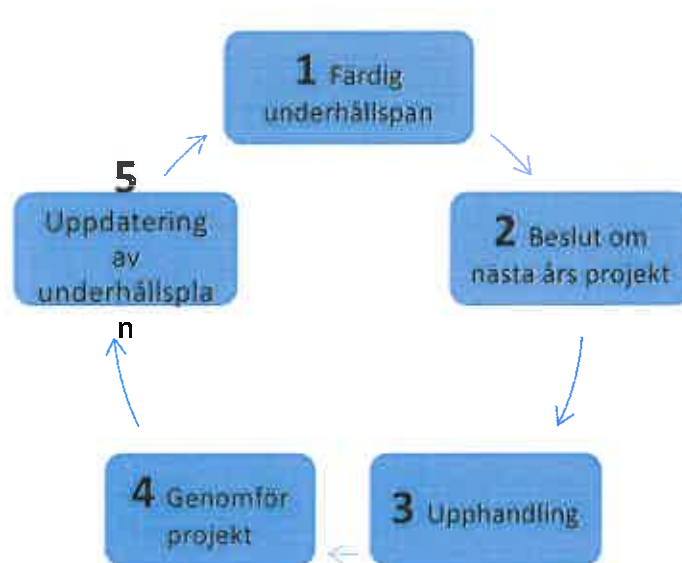 1 Färdig
underhållspan
2 Beslut om
nästa års projekt
3 Upphandling
4 Genomför
projekt
5
Uppdatering
av
underhållspla
n